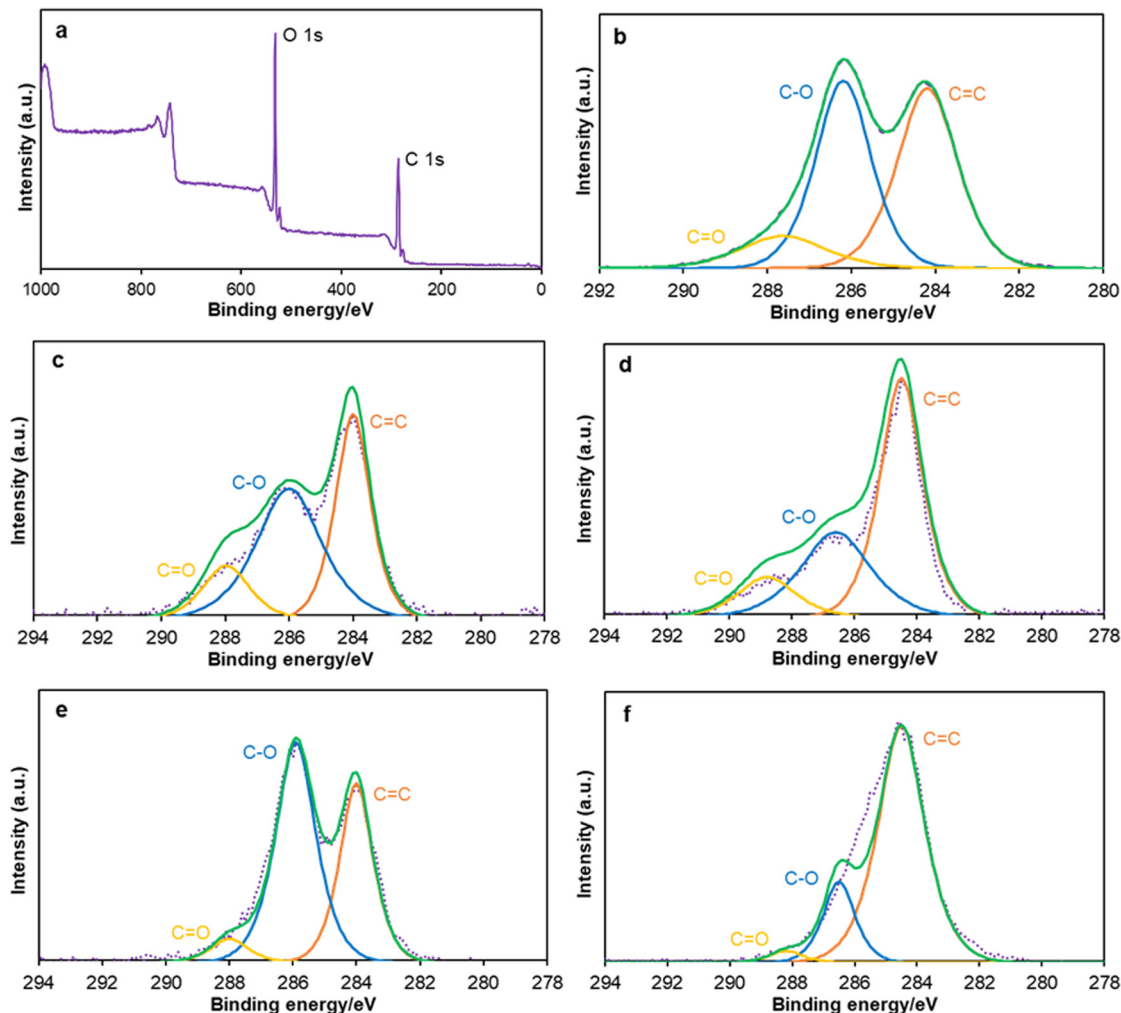 a
O 1s
C 1s
Intensity (a.u.)
1000 800 600 400 200 0
Binding energy/eV
b
C-O
C=C
C=O
Intensity (a.u.)
292 290 288 286 284 282 280
Binding energy/eV
c
C=C
C-O
C=O
Intensity (a.u.)
294 292 290 288 286 284 282 280 278
Binding energy/eV
d
C=C
C-O
C=O
Intensity (a.u.)
294 292 290 288 286 284 282 280 278
Binding energy/eV
e
C-O
C=C
C=O
Intensity (a.u.)
294 292 290 288 286 284 282 280 278
Binding energy/eV
f
C=C
C-O
C=O
Intensity (a.u.)
294 292 290 288 286 284 282 280 278
Binding energy/eV